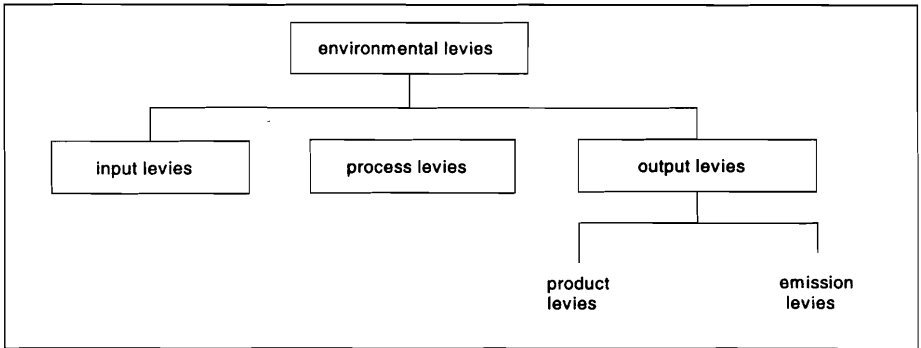 environmental levies
input levies
process levies
output levies
product
levies
emission
levies